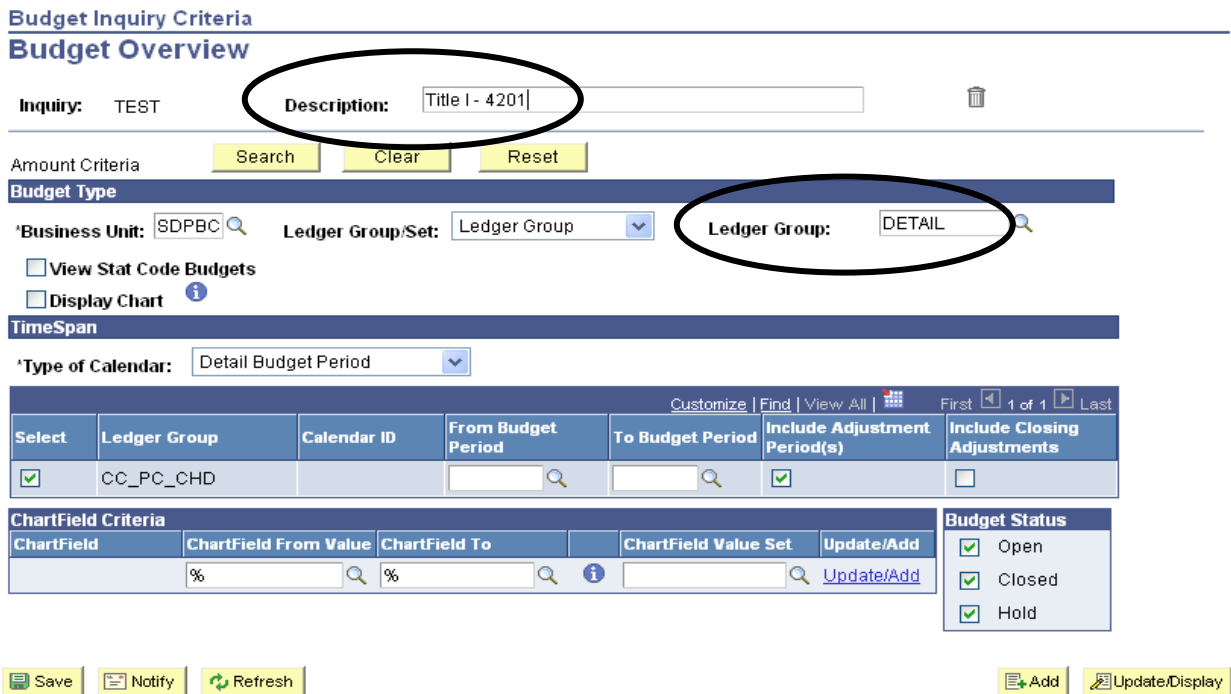 Budget Inquiry Criteria
Budget Overview
Inquiry: TEST Description: Title I - 4201
Amount Criteria Search Clear Reset
Budget Type
*Business Unit: SDPBC Ledger Group/Set: Ledger Group Ledger Group: DETAIL
View Stat Code Budgets
Display Chart
TimeSpan
*Type of Calendar: Detail Budget Period
Customize | Find | View All | First 1 of 1 Last
Select Ledger Group Calendar ID From Budget Period To Budget Period Include Adjustment Period(s) Include Closing Adjustments
CC_PC_CHD
ChartField Criteria Budget Status
ChartField ChartField From Value ChartField To ChartField Value Set Update/Add Open
% % Update/Add Closed
Hold
Save Notify Refresh Add Update/Display